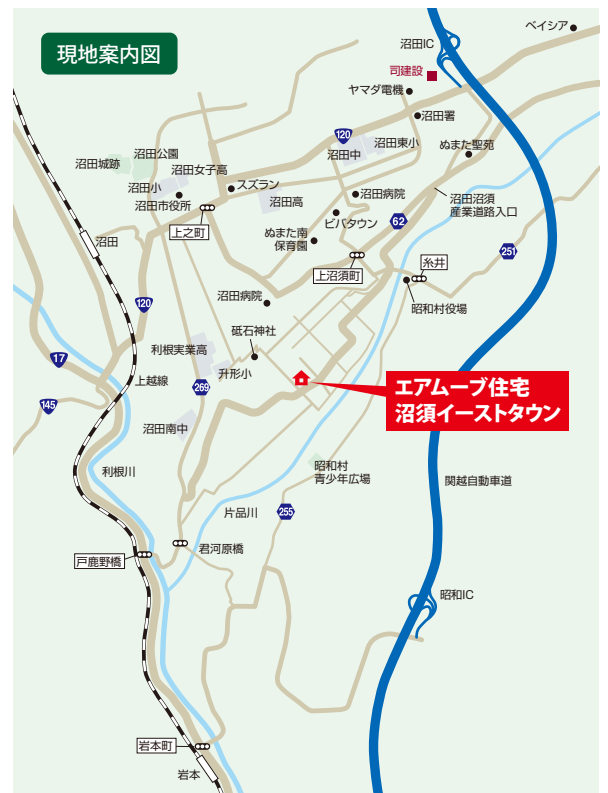 現地案内図
ベイシア
沼田IC
司建設
ヤマダ電機
沼田署
120
沼田東小
沼田中
ぬまた聖苑
沼田城跡
沼田公園
沼田女子高
沼田小
スズラン
沼田市役所
沼田高
沼田病院
沼田沼須
産業道路入口
ビバタウン
62
上之町
沼田
ぬまた南
保育園
251
上沼須町
糸井
昭和村役場
沼田病院
120
砥石神社
利根実業高
17
上越線
升形小
269
エアムーブ住宅
沼須イーストタウン
145
沼田南中
利根川
昭和村
青少年広場
関越自動車道
片品川
255
君河原橋
戸鹿野橋
昭和IC
岩本町
岩本